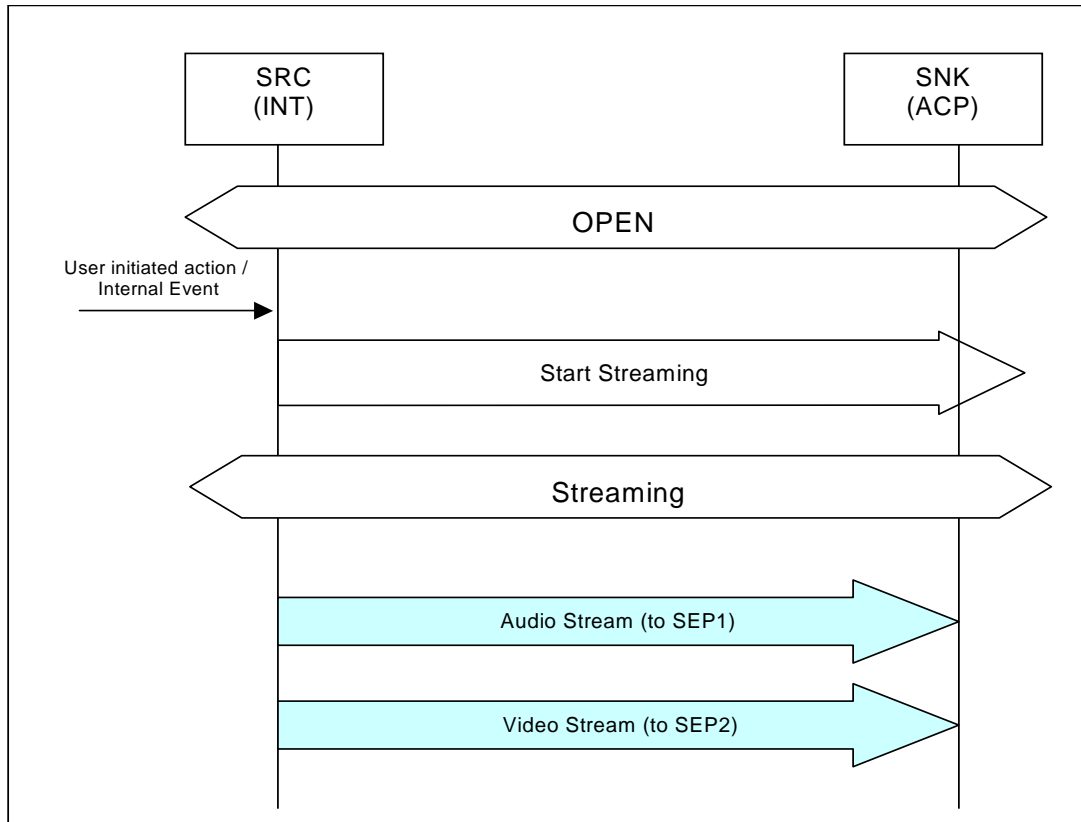 SRC
(INT)
SNK
(ACP)
OPEN
User initiated action /
Internal Event
Start Streaming
Streaming
Audio Stream (to SEP1)
Video Stream (to SEP2)